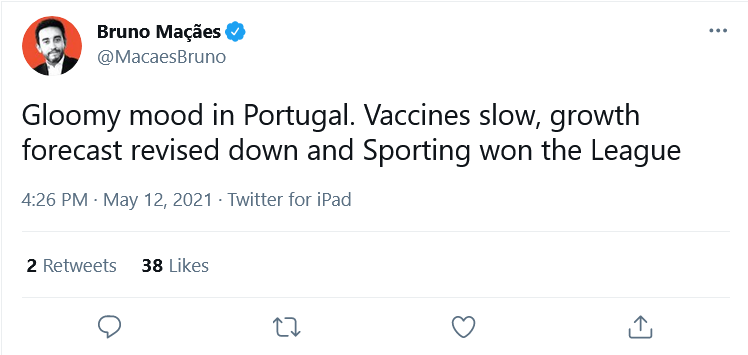 Bruno Maçães
@MacaesBruno
Gloomy mood in Portugal. Vaccines slow, growth
forecast revised down and Sporting won the League
4:26 PM · May 12, 2021 · Twitter for iPad
2 Retweets 38 Likes